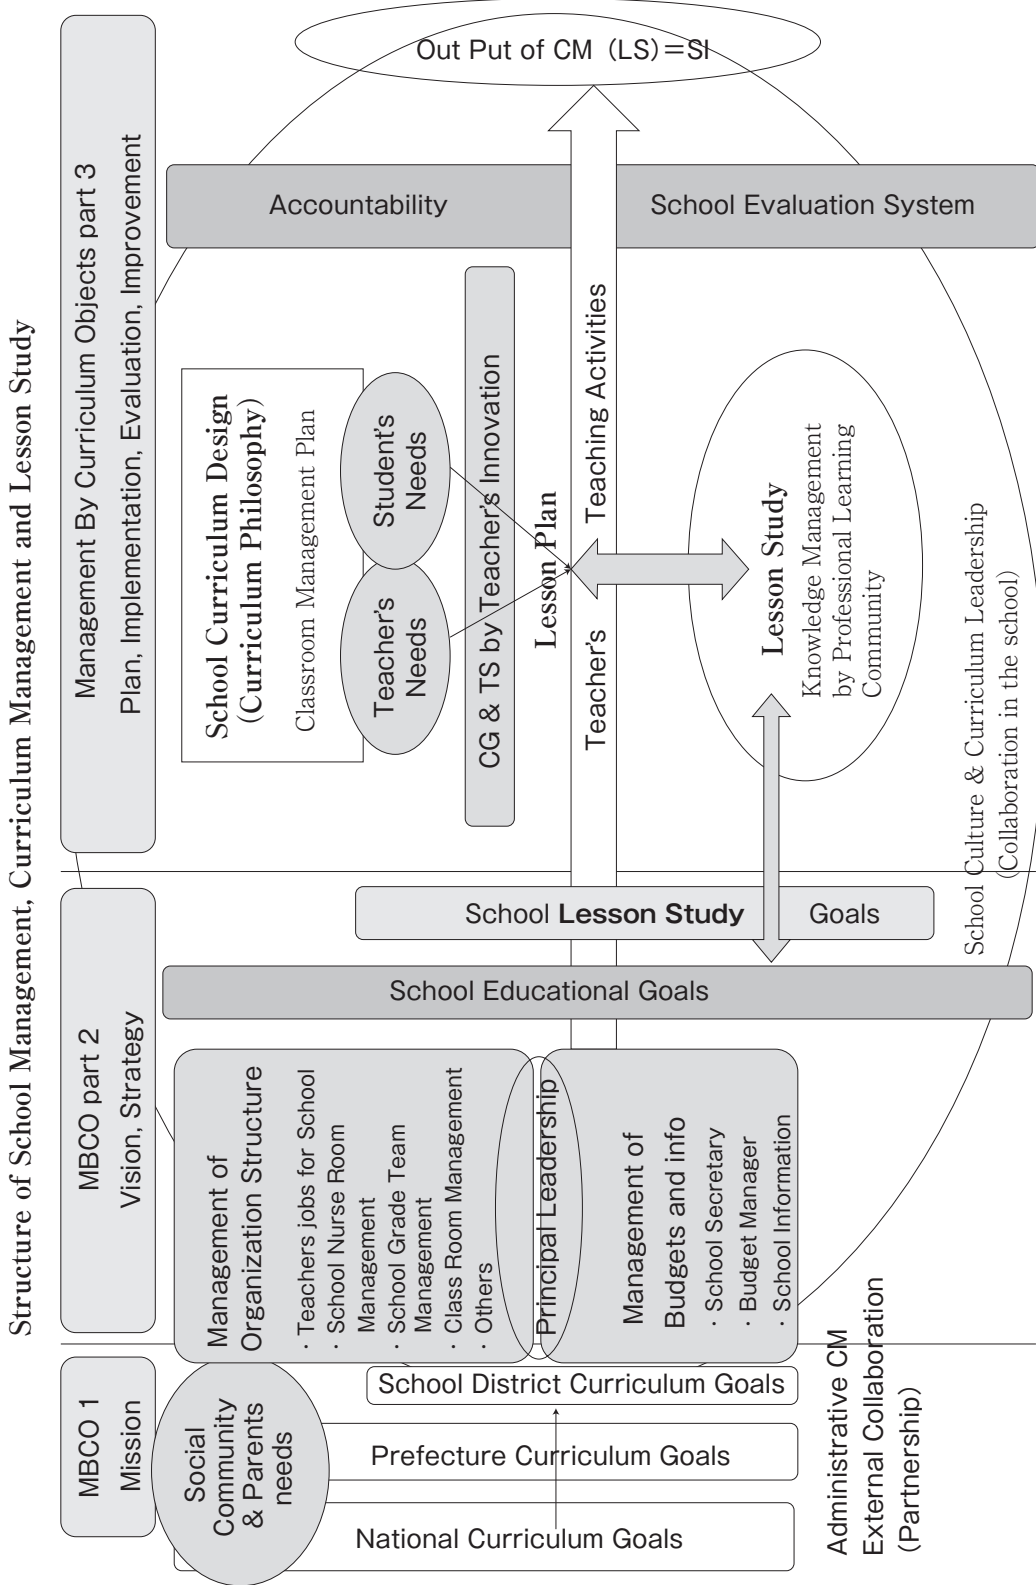 Structure of School Management, Curriculum Management and Lesson Study
MBCO 1
Mission
Social
Community
& Parents
needs
National Curriculum Goals
Prefecture Curriculum Goals
School District Curriculum Goals
Administrative CM
External Collaboration
(Partnership)
MBCO part 2
Vision, Strategy
Management of
Organization Structure
· Teachers jobs for School
· School Nurse Room
Management
· School Grade Team
Management
· Class Room Management
· Others
Principal Leadership
Management of
Budgets and info
· School Secretary
· Budget Manager
· School Information
School Educational Goals
School Lesson Study Goals
Management By Curriculum Objects part 3
Plan, Implementation, Evaluation, Improvement
School Curriculum Design
(Curriculum Philosophy)
Classroom Management Plan
Teacher's
Needs
Student's
Needs
CG & TS by Teacher's Innovation
Lesson Plan
Teacher's Teaching Activities
Lesson Study
Knowledge Management
by Professional Learning
Community
School Culture & Curriculum Leadership
(Collaboration in the school)
Accountability
School Evaluation System
Out Put of CM (LS)=SI